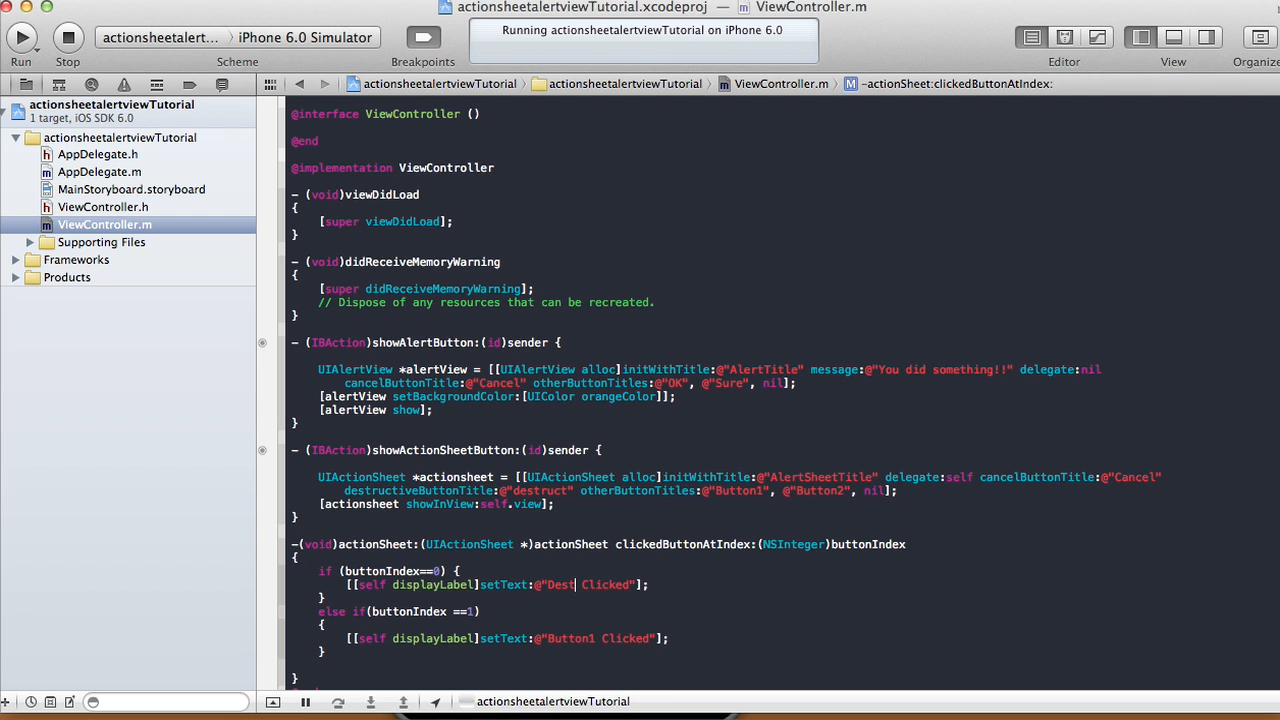 actionsheetalertviewTutorial.xcodeproj — ViewController.m
Running actionsheetalertviewTutorial on iPhone 6.0
actionsheetalert... iPhone 6.0 Simulator
Run Stop Scheme Breakpoints Editor View Organize
actionsheetalertviewTutorial actionsheetalertviewTutorial ViewController.m -actionSheet:clickedButtonAtIndex:
actionsheetalertviewTutorial
1 target, iOS SDK 6.0
actionsheetalertviewTutorial
AppDelegate.h
AppDelegate.m
MainStoryboard.storyboard
ViewController.h
ViewController.m
Supporting Files
Frameworks
Products
@interface ViewController ()
@end
@implementation ViewController
- (void)viewDidLoad
{
[super viewDidLoad];
}
- (void)didReceiveMemoryWarning
{
[super didReceiveMemoryWarning];
// Dispose of any resources that can be recreated.
}
- (IBAction)showAlertButton:(id)sender {
UIAlertView *alertView = [[UIAlertView alloc]initWithTitle:@"AlertTitle" message:@"You did something!!" delegate:nil
cancelButtonTitle:@"Cancel" otherButtonTitles:@"OK", @"Sure", nil];
[alertView setBackgroundColor:[UIColor orangeColor]];
[alertView show];
}
- (IBAction)showActionSheetButton:(id)sender {
UIActionSheet *actionsheet = [[UIActionSheet alloc]initWithTitle:@"AlertSheetTitle" delegate:self cancelButtonTitle:@"Cancel"
destructiveButtonTitle:@"destruct" otherButtonTitles:@"Button1", @"Button2", nil];
[actionsheet showInView:self.view];
}
-(void)actionSheet:(UIActionSheet *)actionSheet clickedButtonAtIndex:(NSInteger)buttonIndex
{
if (buttonIndex==0) {
[[self displayLabel]setText:@"Dest Clicked"];
}
else if(buttonIndex ==1)
{
[[self displayLabel]setText:@"Button1 Clicked"];
}
}
actionsheetalertviewTutorial